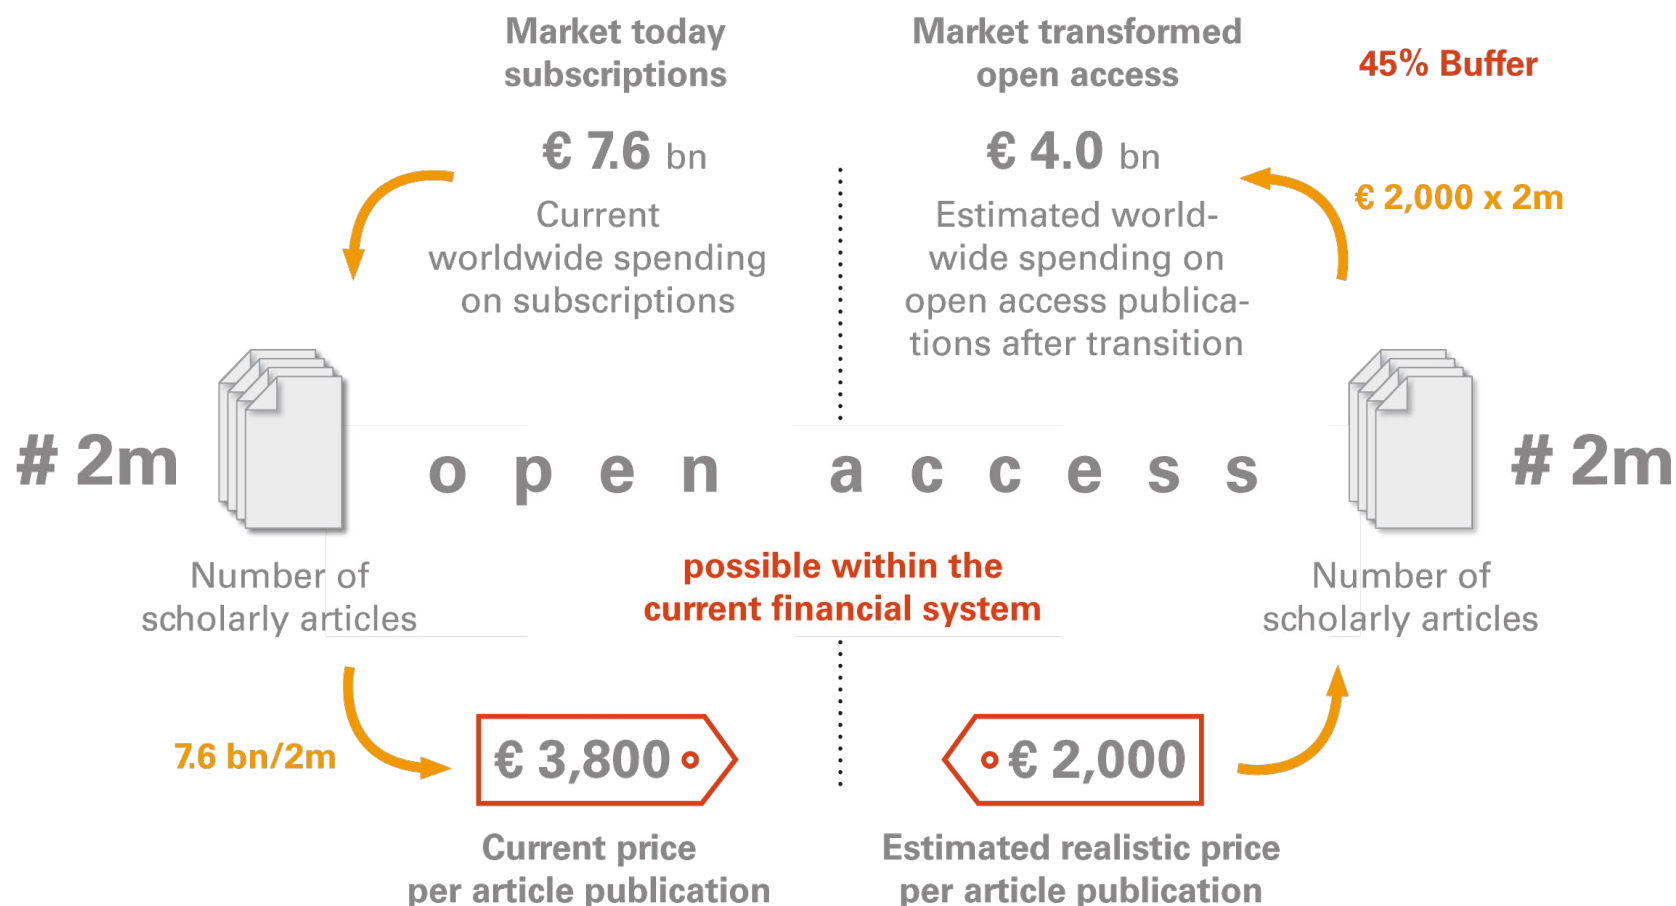 Market today
subscriptions
€ 7.6 bn
Current
worldwide spending
on subscriptions
Market transformed
open access
€ 4.0 bn
Estimated world-
wide spending on
open access publica-
tions after transition
45% Buffer
€ 2,000 x 2m
# 2m
Number of
scholarly articles
open access
possible within the
current financial system
# 2m
Number of
scholarly articles
7.6 bn/2m
€ 3,800
Current price
per article publication
€ 2,000
Estimated realistic price
per article publication